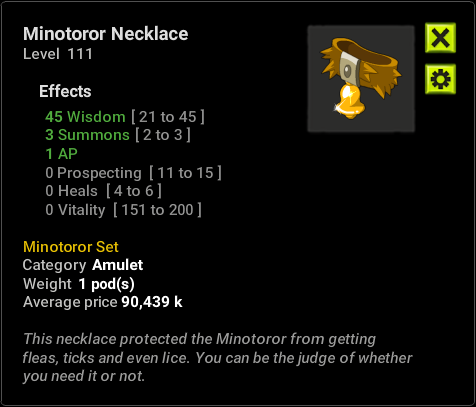 Minotoror Necklace
Level 111
Effects
45 Wisdom [ 21 to 45 ]
3 Summons [ 2 to 3 ]
1 AP
0 Prospecting [ 11 to 15 ]
0 Heals [ 4 to 6 ]
0 Vitality [ 151 to 200 ]
Minotoror Set
Category Amulet
Weight 1 pod(s)
Average price 90,439 k
This necklace protected the Minotoror from getting
fleas, ticks and even lice. You can be the judge of whether
you need it or not.